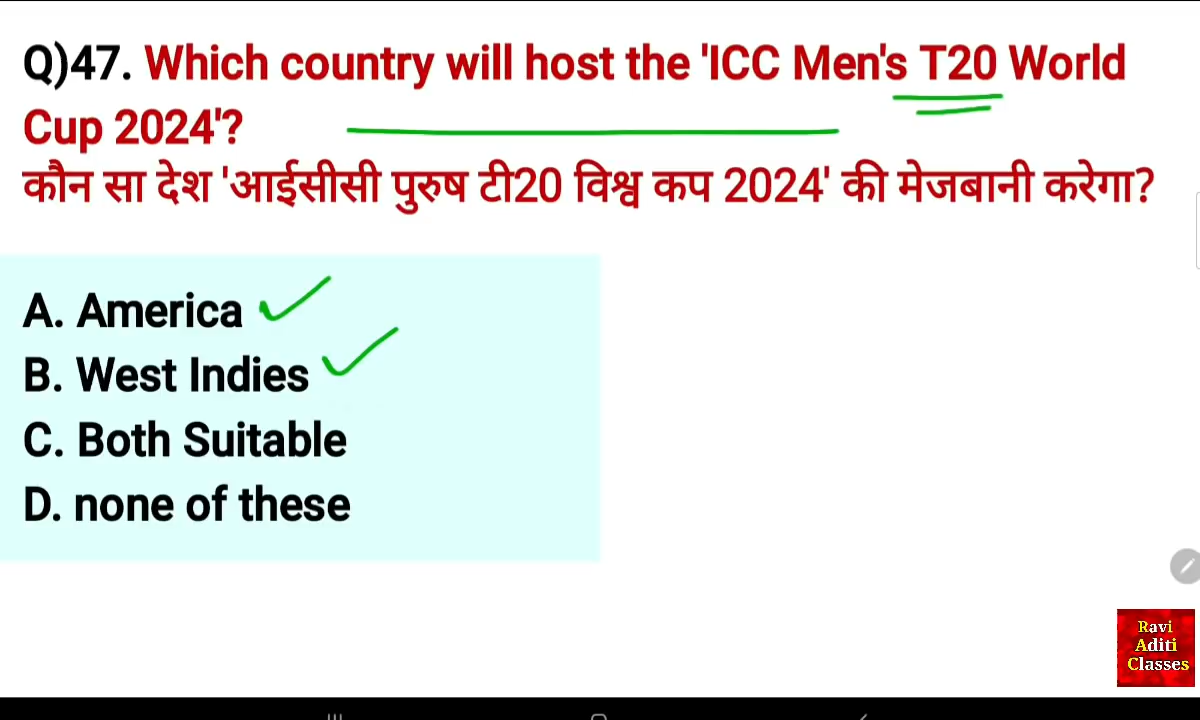 Q)47. Which country will host the 'ICC Men's T20 World
Cup 2024'?
कौन सा देश 'आईसीसी पुरुष टी20 विश्व कप 2024' की मेजबानी करेगा?
A. America
B. West Indies
C. Both Suitable
D. none of these
Ravi
Aditi
Classes